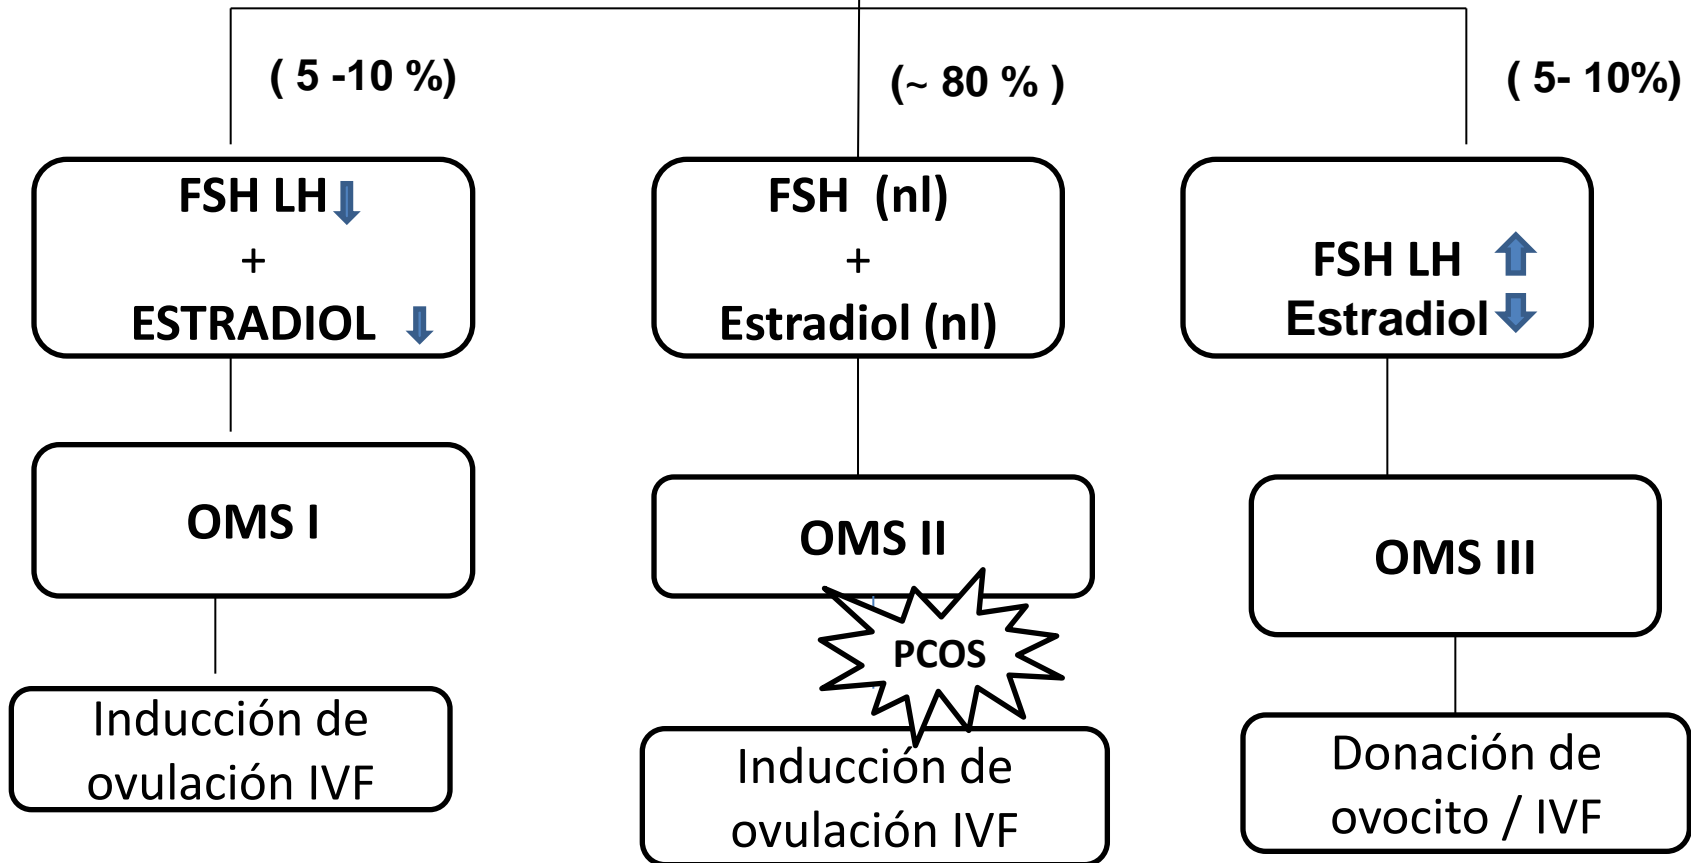 ( 5 -10 %)
(~ 80 % )
( 5- 10%)
FSH LH
+
ESTRADIOL
FSH (nl)
+
Estradiol (nl)
FSH LH
Estradiol
OMS I
OMS II
OMS III
PCOS
Inducción de
ovulación IVF
Inducción de
ovulación IVF
Donación de
ovocito / IVF